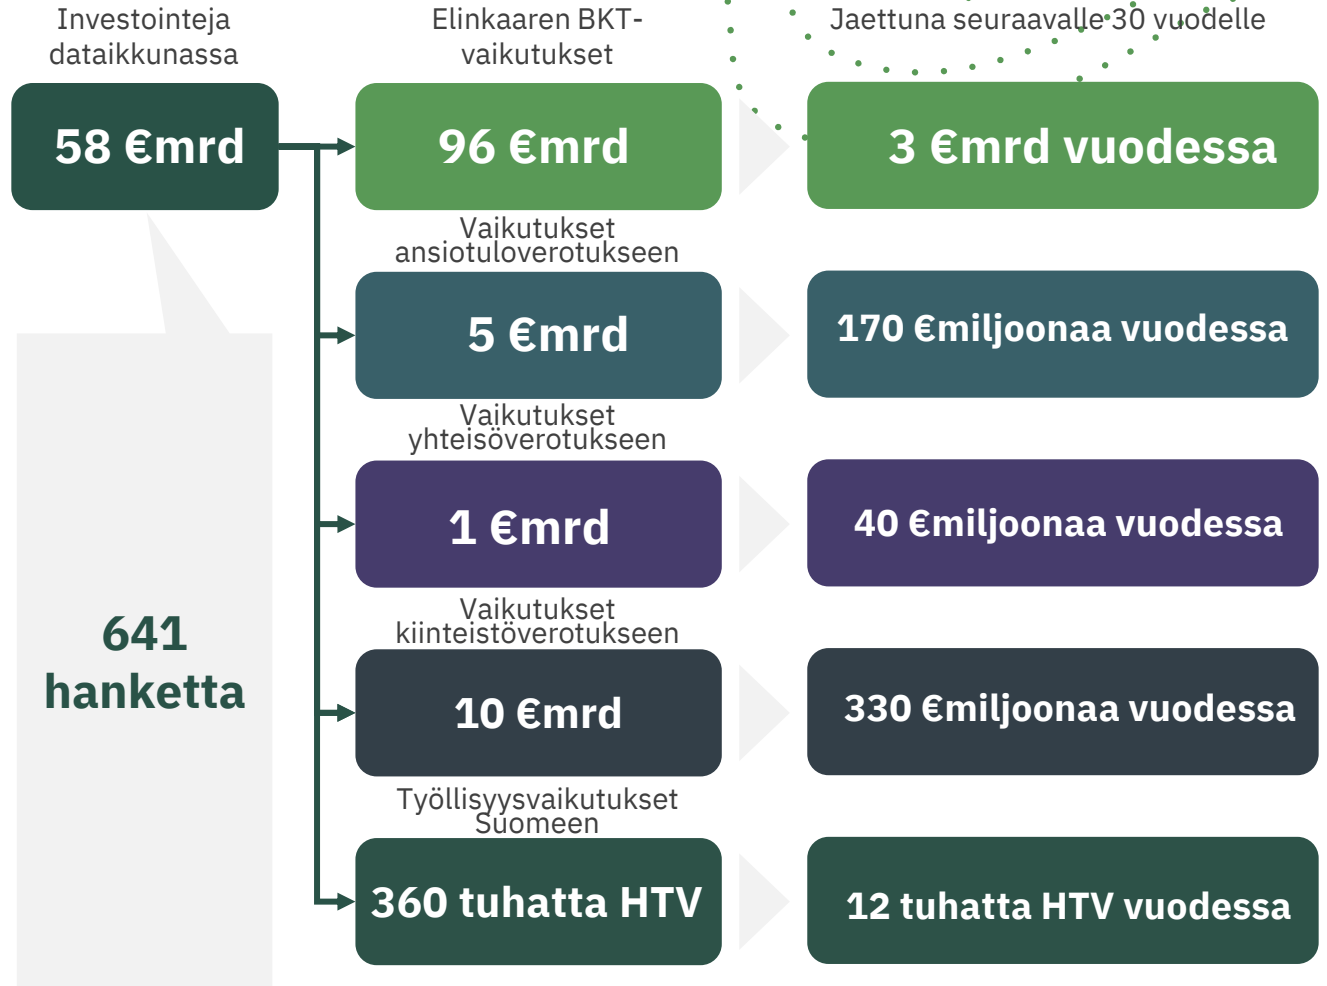 Investointeja
dataikkunassa
58 €mrd
641
hanketta
Elinkaaren BKT-
vaikutukset
96 €mrd
Vaikutukset
ansiotuloverotukseen
5 €mrd
Vaikutukset
yhteisöverotukseen
1 €mrd
Vaikutukset
kiinteistöverotukseen
10 €mrd
Työllisyysvaikutukset
Suomeen
360 tuhatta HTV
Jaettuna seuraavalle 30 vuodelle
3 €mrd vuodessa
170 €miljoonaa vuodessa
40 €miljoonaa vuodessa
330 €miljoonaa vuodessa
12 tuhatta HTV vuodessa